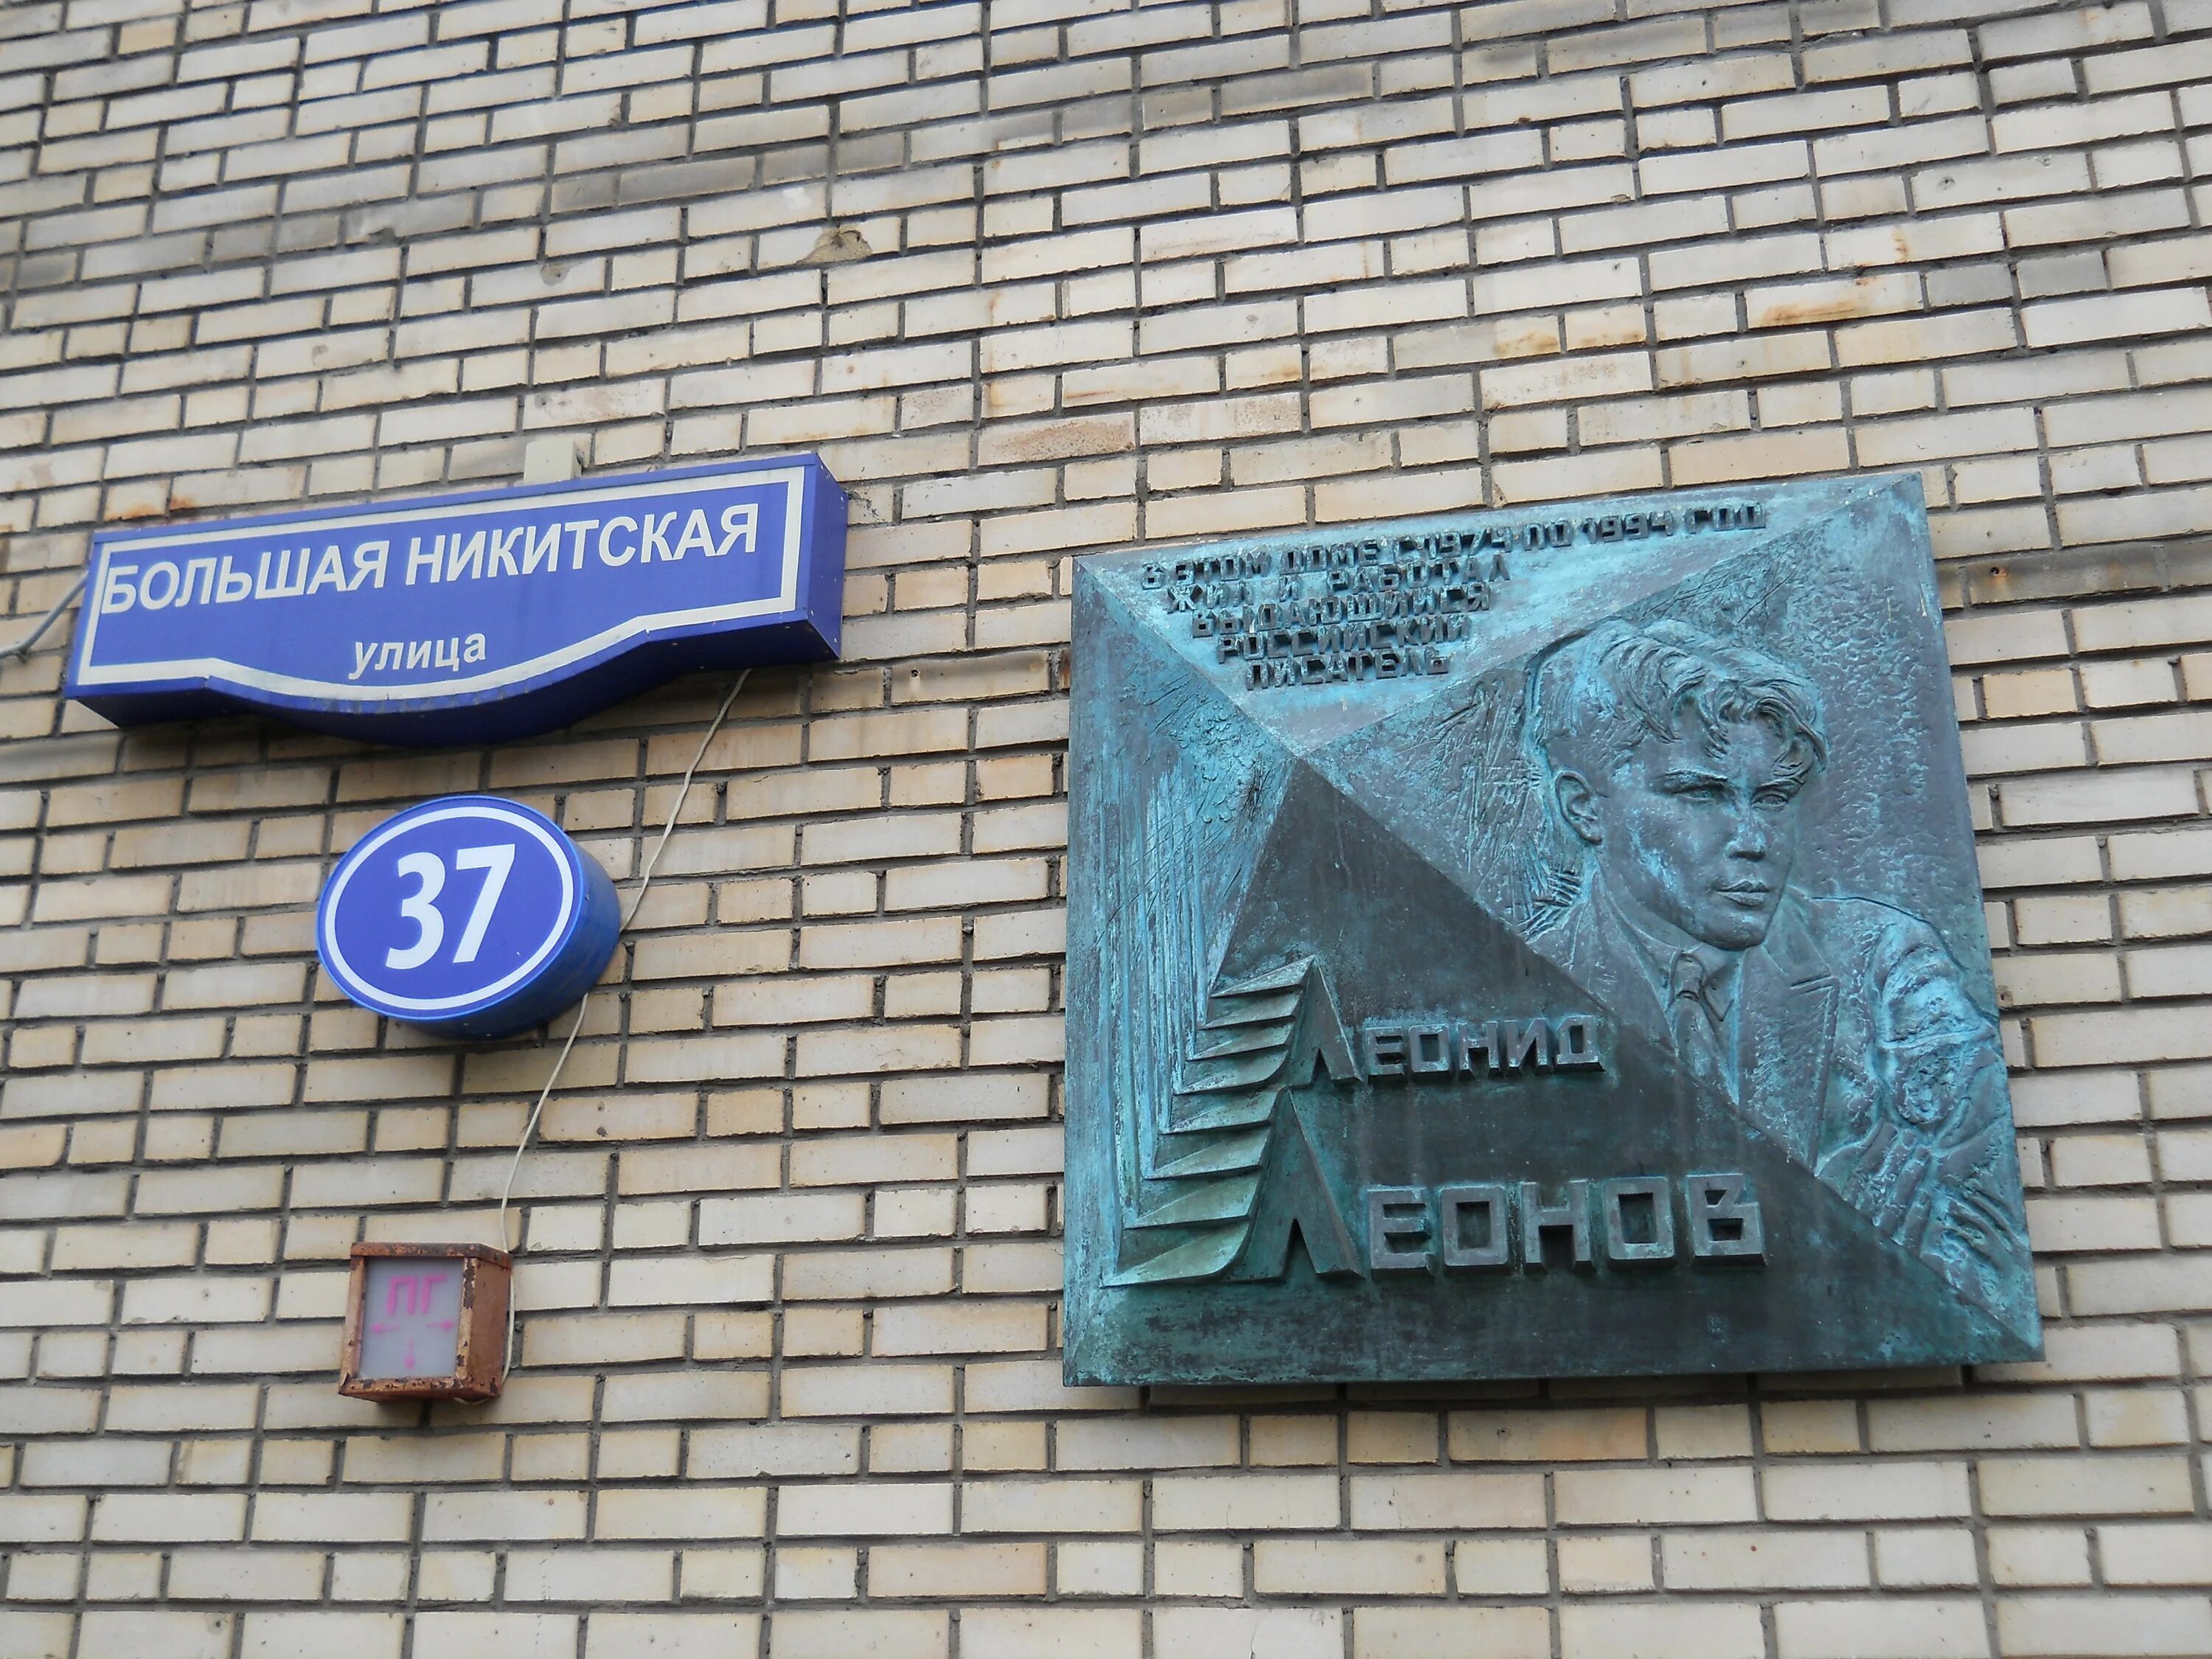 БОЛЬШАЯ НИКИТСКАЯ
улица
37
ПГ
В ЭТОМ ДОМЕ С 1974 ПО 1994 ГОД
ЖИЛ И РАБОТАЛ
ВЫДАЮЩИЙСЯ
РОССИЙСКИЙ
ПИСАТЕЛЬ
ЛЕОНИД
ЛЕОНОВ